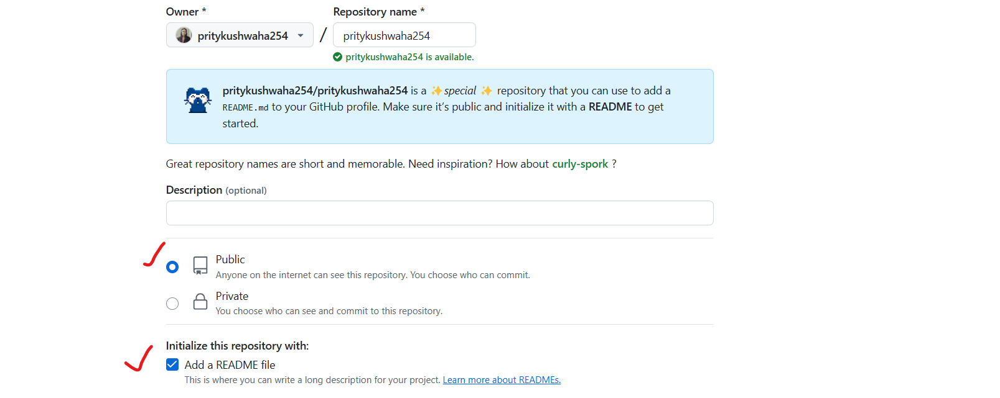 Owner * Repository name *
pritykushwaha254 / pritykushwaha254
pritykushwaha254 is available.
pritykushwaha254/pritykushwaha254 is a ✨special ✨ repository that you can use to add a
README.md to your GitHub profile. Make sure it’s public and initialize it with a README to get
started.
Great repository names are short and memorable. Need inspiration? How about curly-spork ?
Description (optional)
Public
Anyone on the internet can see this repository. You choose who can commit.
Private
You choose who can see and commit to this repository.
Initialize this repository with:
Add a README file
This is where you can write a long description for your project. Learn more about READMEs.